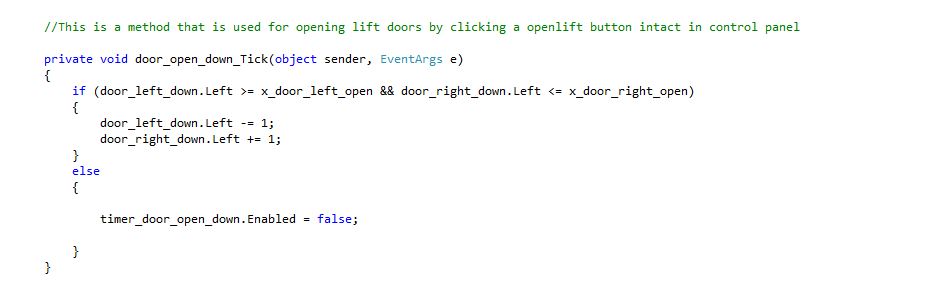 //This is a method that is used for opening lift doors by clicking a openlift button intact in control panel
private void door_open_down_Tick(object sender, EventArgs e)
{
if (door_left_down.Left >= x_door_left_open && door_right_down.Left <= x_door_right_open)
{
door_left_down.Left -= 1;
door_right_down.Left += 1;
}
else
{
timer_door_open_down.Enabled = false;
}
}